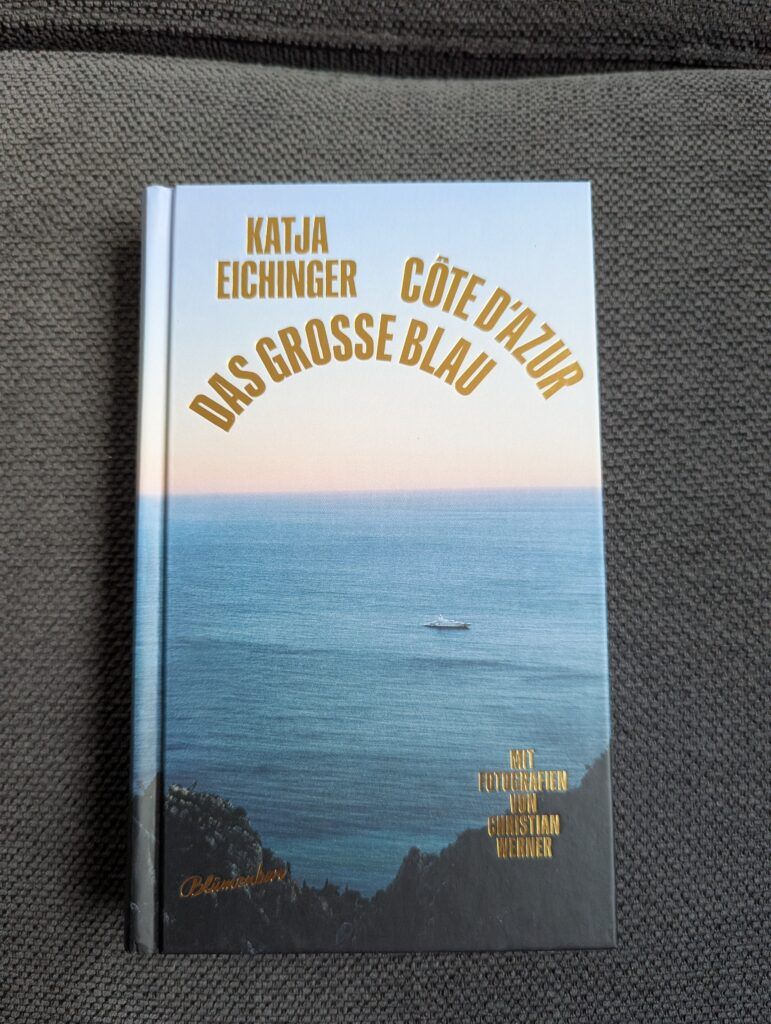 KATJA
EICHINGER
CÔTE D'AZUR
DAS GROSSE BLAU
MIT
FOTOGRAFIEN
VON
CHRISTIAN
WERNER
Blumenbar